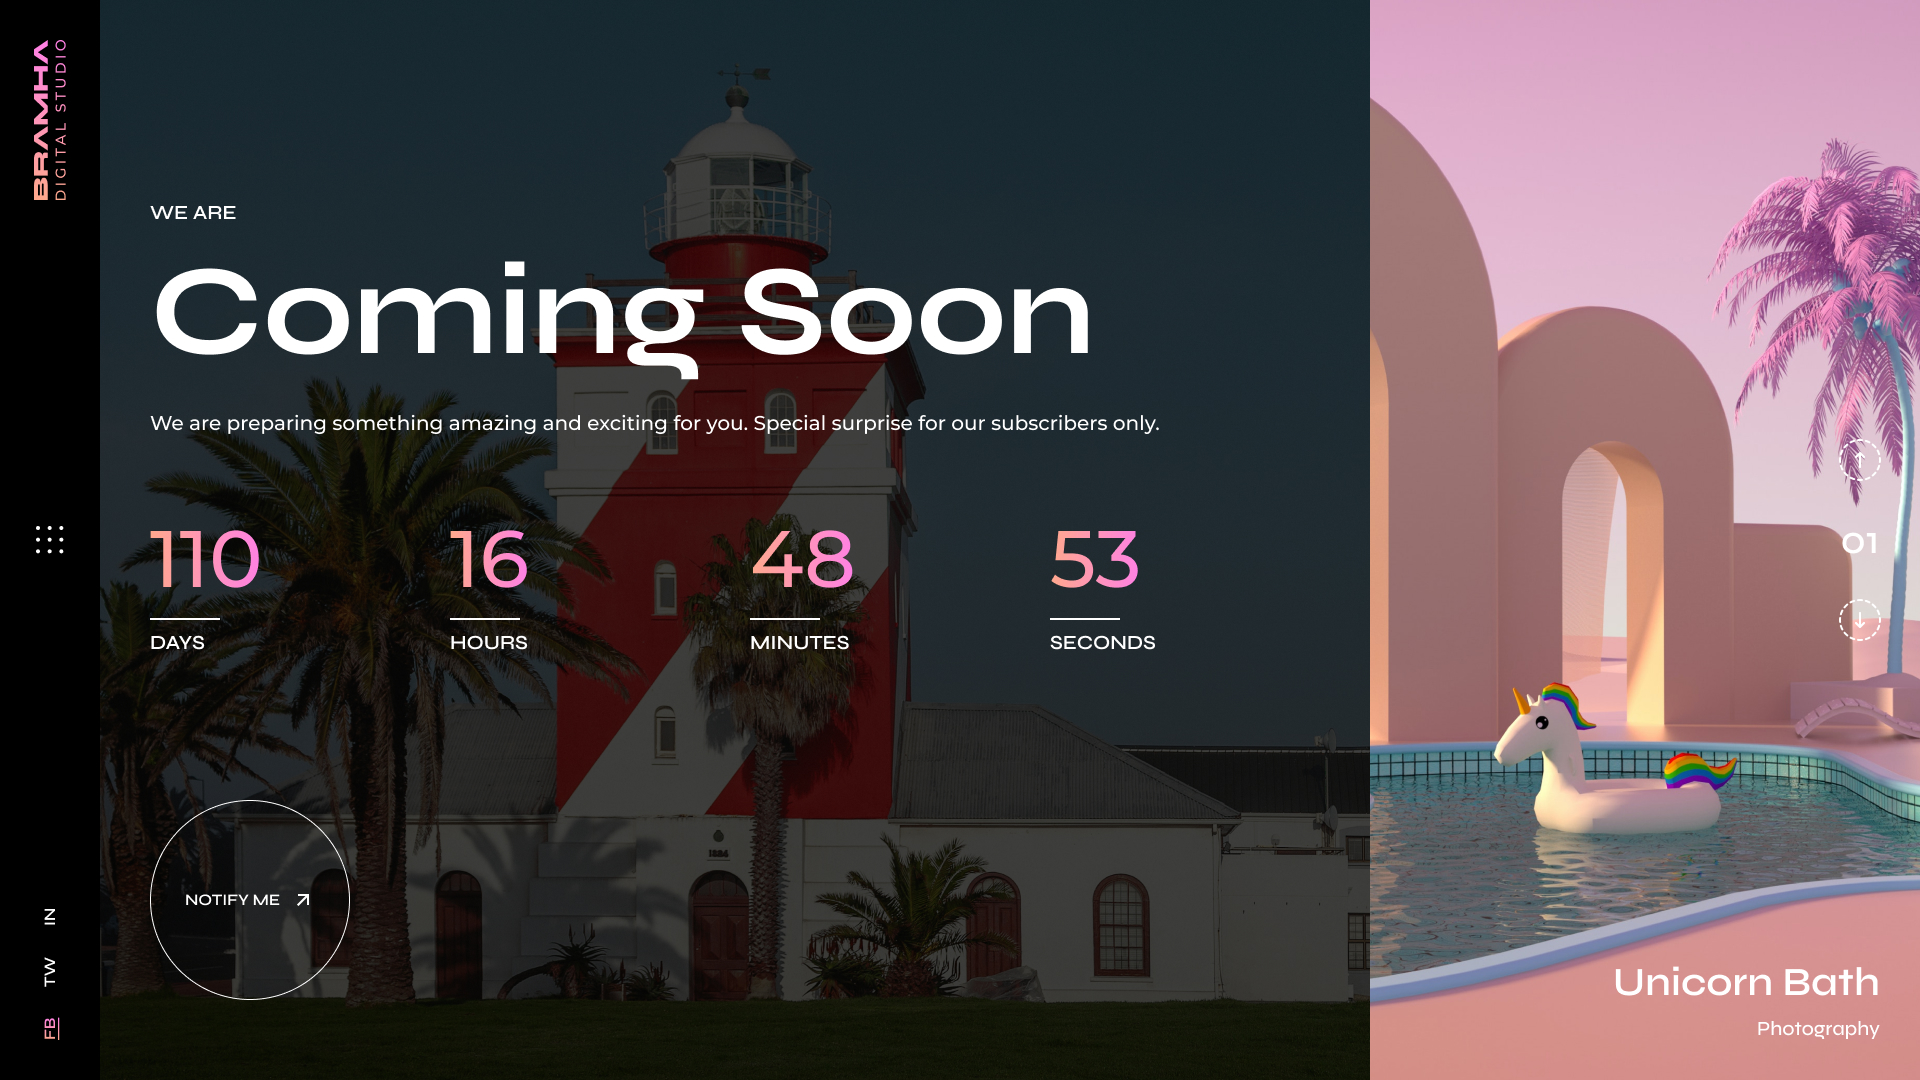 BRAMHA
DIGITAL STUDIO
WE ARE
Coming Soon
We are preparing something amazing and exciting for you. Special surprise for our subscribers only.
110
DAYS
16
HOURS
48
MINUTES
53
SECONDS
NOTIFY ME
1886
FB
TW
IN
01
Unicorn Bath
Photography